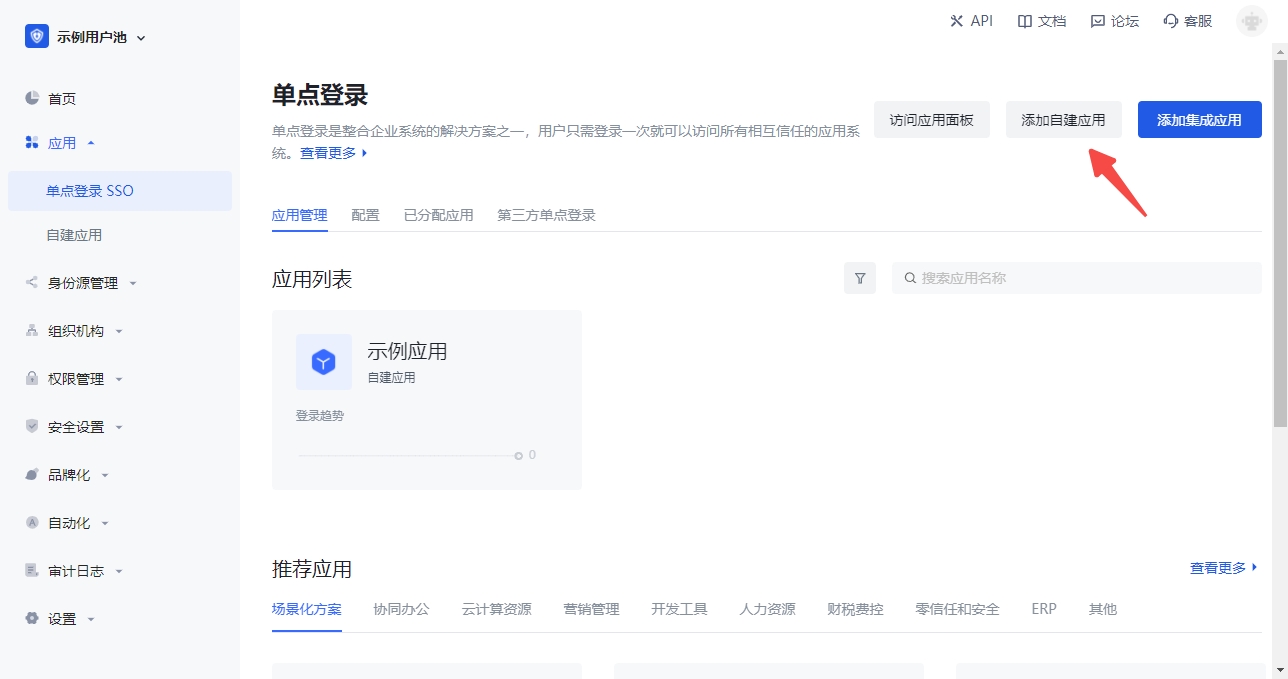 示例用户池
API
文档
论坛
客服
首页
应用
单点登录 SSO
自建应用
身份源管理
组织机构
权限管理
安全设置
品牌化
自动化
审计日志
设置
单点登录
单点登录是整合企业系统的解决方案之一，用户只需登录一次就可以访问所有相互信任的应用系
统。查看更多
访问应用面板
添加自建应用
添加集成应用
应用管理
配置
已分配应用
第三方单点登录
应用列表
搜索应用名称
示例应用
自建应用
登录趋势
0
推荐应用
查看更多
场景化方案
协同办公
云计算资源
营销管理
开发工具
人力资源
财税费控
零信任和安全
ERP
其他